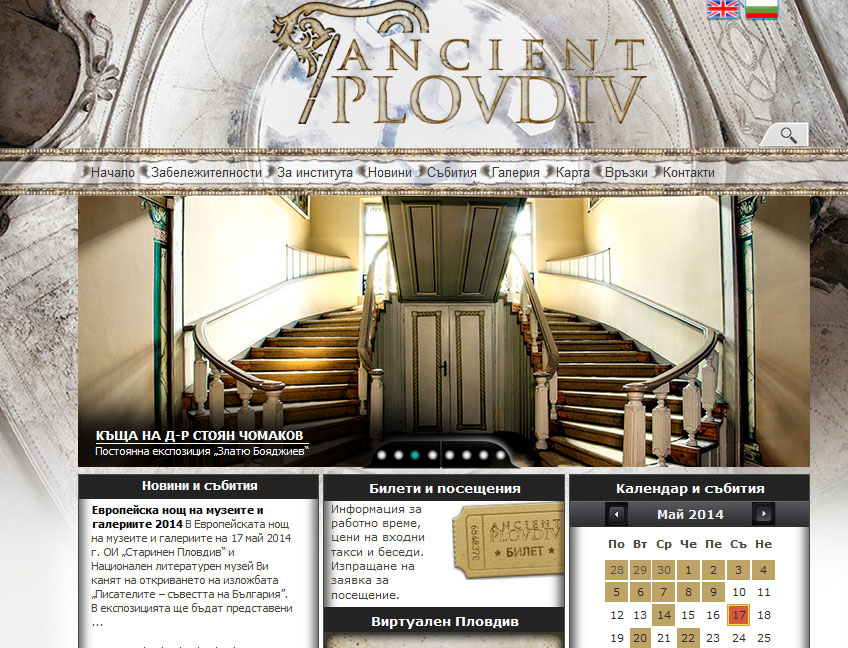 ANCIENT
PLOVDIV
Начало Забележителности За института Новини Събития Галерия Карта Връзки Контакти
КЪЩА НА Д-Р СТОЯН ЧОМАКОВ
Постоянна експозиция „Златю Бояджиев“
Новини и събития
Европейска нощ на музеите и
галериите 2014 В Европейската нощ
на музеите и галериите на 17 май 2014
г. ОИ „Старинен Пловдив“ и
Национален литературен музей Ви
канят на откриването на изложбата
„Писателите – съвестта на България”.
В експозицията ще бъдат представени
...
Билети и посещения
Информация за
работно време,
цени на входни
такси и беседи.
Изпращане на
заявка за
посещение.
ANCIENT
PLOVDIV
БИЛЕТ
Виртуален Пловдив
Календар и събития
Май 2014
По Вт Ср Че Пе Съ Не
28 29 30 1 2 3 4
5 6 7 8 9 10 11
12 13 14 15 16 17 18
19 20 21 22 23 24 25